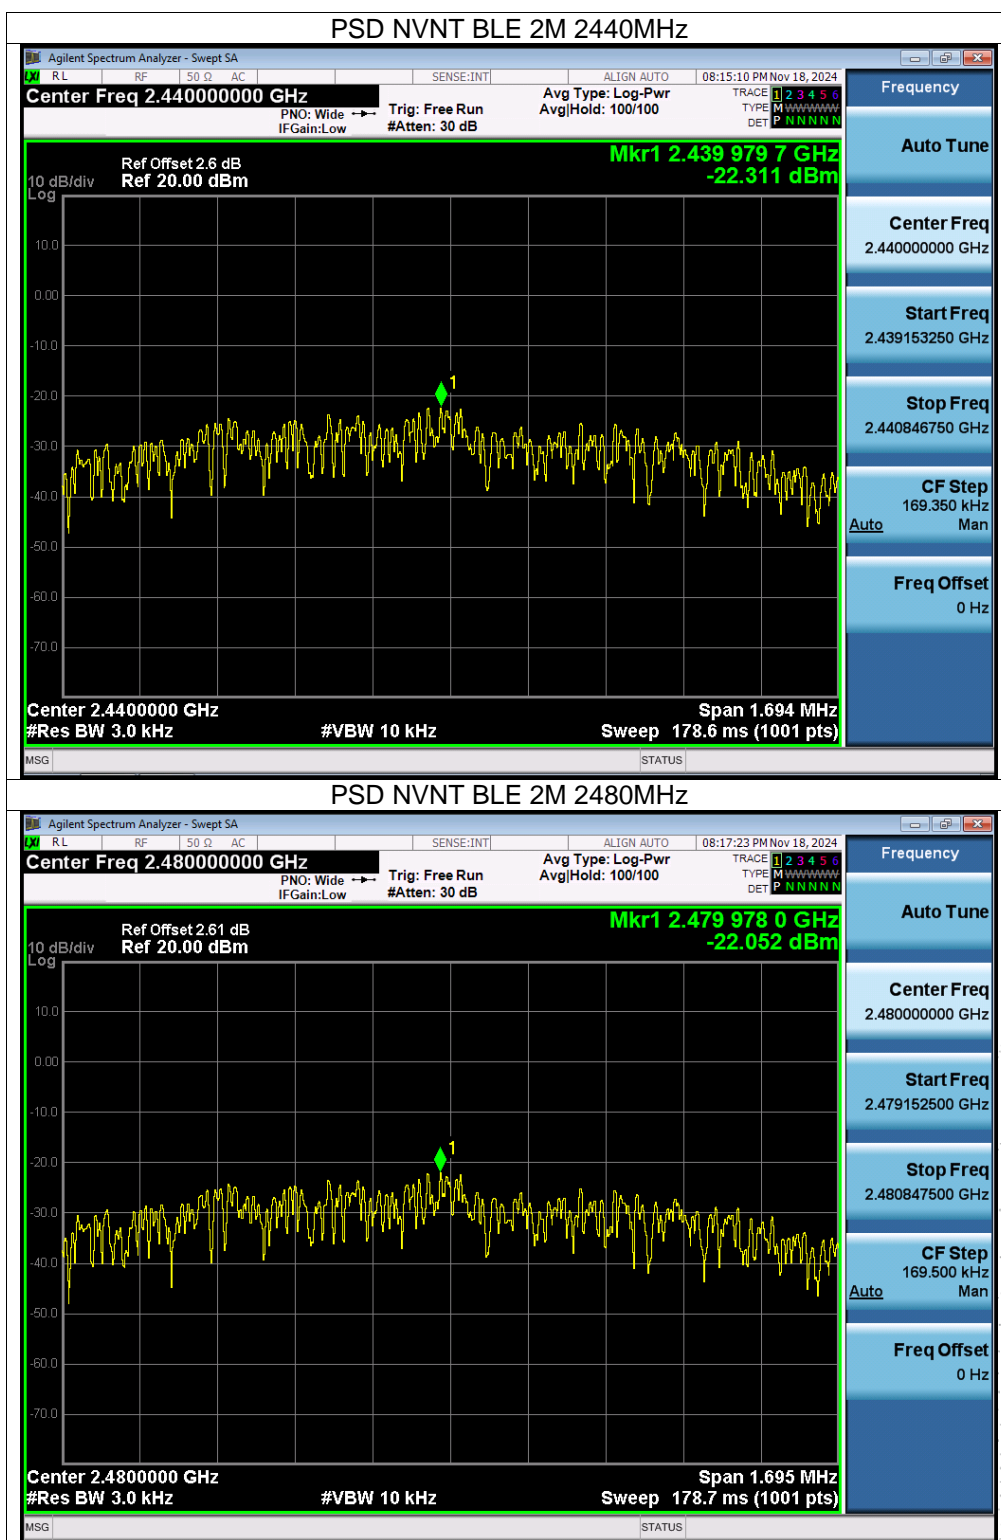 PSD NVNT BLE 2M 2440MHz
Agilent Spectrum Analyzer - Swept SA
LXI RL RF 50 Ω AC SENSE:INT ALIGN AUTO 08:15:10 PM Nov 18, 2024
Center Freq 2.440000000 GHz
PNO: Wide
IFGain:Low
Trig: Free Run
#Atten: 30 dB
Avg Type: Log-Pwr
Avg|Hold: 100/100
TRACE 1 2 3 4 5 6
TYPE M WWWWW
DET P N N N N N
Frequency
Auto Tune
Center Freq
2.440000000 GHz
Start Freq
2.439153250 GHz
Stop Freq
2.440846750 GHz
CF Step
169.350 kHz
Auto Man
Freq Offset
0 Hz
Mkr1 2.439 979 7 GHz
-22.311 dBm
Ref Offset 2.6 dB
10 dB/div Ref 20.00 dBm
Log
10.0
0.00
-10.0
1
-20.0
-30.0
-40.0
-50.0
-60.0
-70.0
Center 2.4400000 GHz Span 1.694 MHz
#Res BW 3.0 kHz #VBW 10 kHz Sweep 178.6 ms (1001 pts)
MSG STATUS
PSD NVNT BLE 2M 2480MHz
Agilent Spectrum Analyzer - Swept SA
LXI RL RF 50 Ω AC SENSE:INT ALIGN AUTO 08:17:23 PM Nov 18, 2024
Center Freq 2.480000000 GHz
PNO: Wide
IFGain:Low
Trig: Free Run
#Atten: 30 dB
Avg Type: Log-Pwr
Avg|Hold: 100/100
TRACE 1 2 3 4 5 6
TYPE M WWWWW
DET P N N N N N
Frequency
Auto Tune
Center Freq
2.480000000 GHz
Start Freq
2.479152500 GHz
Stop Freq
2.480847500 GHz
CF Step
169.500 kHz
Auto Man
Freq Offset
0 Hz
Mkr1 2.479 978 0 GHz
-22.052 dBm
Ref Offset 2.61 dB
10 dB/div Ref 20.00 dBm
Log
10.0
0.00
-10.0
1
-20.0
-30.0
-40.0
-50.0
-60.0
-70.0
Center 2.4800000 GHz Span 1.695 MHz
#Res BW 3.0 kHz #VBW 10 kHz Sweep 178.7 ms (1001 pts)
MSG STATUS